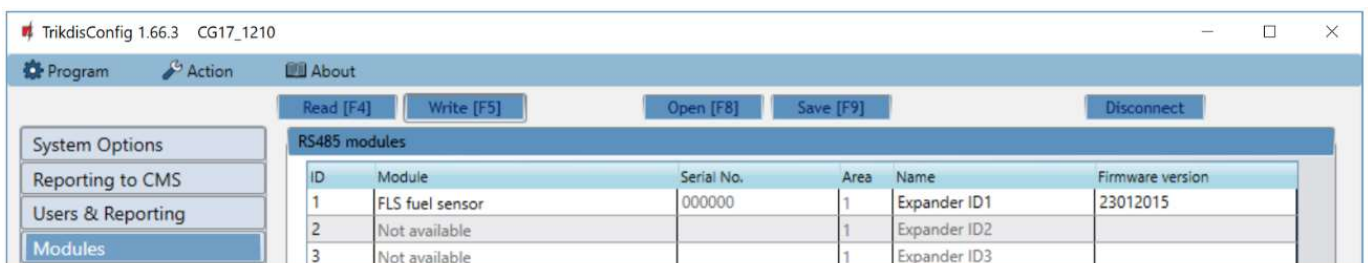 TrikdisConfig 1.66.3 CG17_1210
Program Action About
Read [F4] Write [F5] Open [F8] Save [F9] Disconnect
System Options
Reporting to CMS
Users & Reporting
Modules
RS485 modules
ID Module Serial No. Area Name Firmware version
1 FLS fuel sensor 000000 1 Expander ID1 23012015
2 Not available 1 Expander ID2
3 Not available 1 Expander ID3